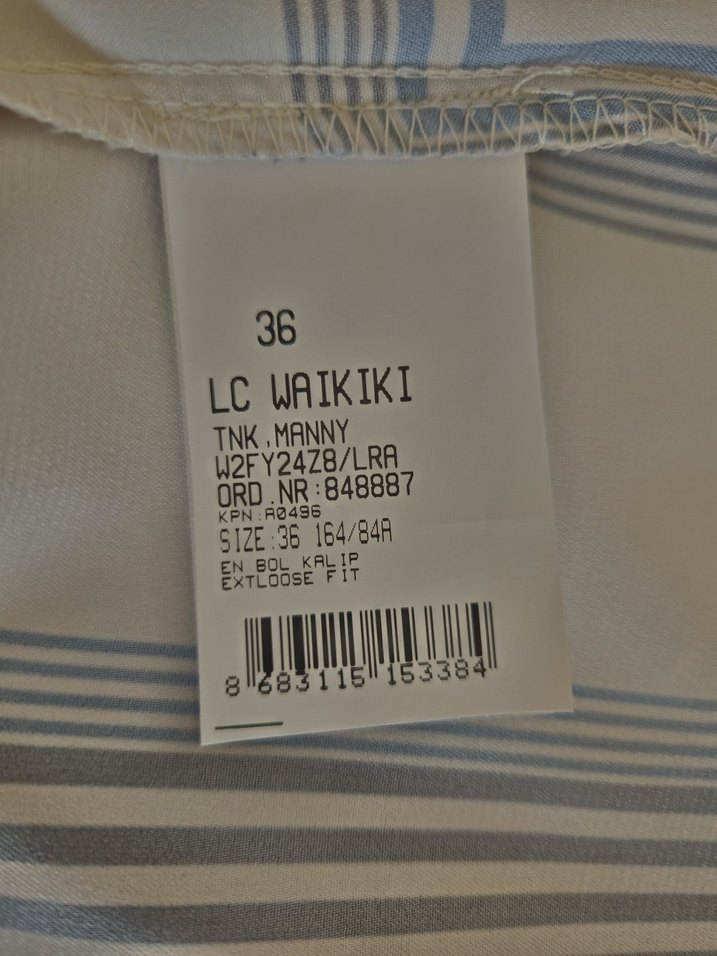 36
LC WAIKIKI
TNK.MANNY
W2FY24Z8/LRA
ORD.NR:848887
KPN:A0496
SIZE:36 164/84A
EN BOL KALIP
EXTLOOSE FIT
8 683115 153384